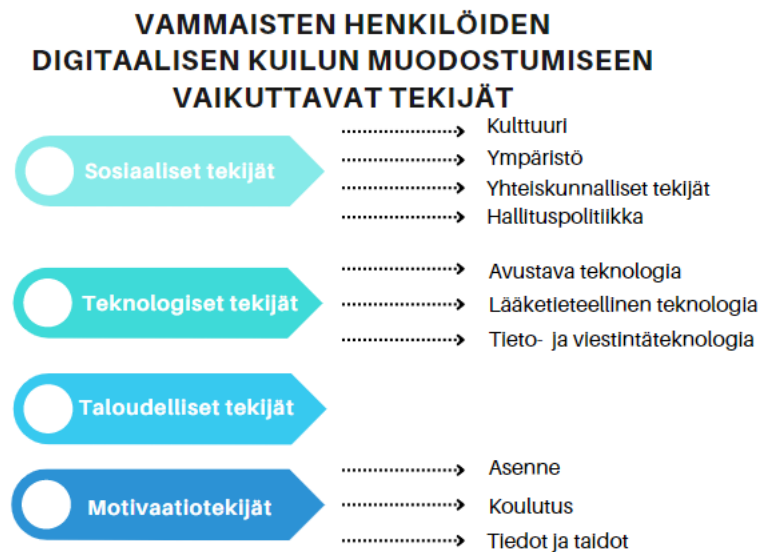 VAMMAISTEN HENKILÖIDEN
DIGITAALISEN KUILUN MUODOSTUMISEEN
VAIKUTTAVAT TEKIJÄT
Sosiaaliset tekijät
Kulttuuri
Ympäristö
Yhteiskunnalliset tekijät
Hallituspolitiikka
Teknologiset tekijät
Avustava teknologia
Lääketieteellinen teknologia
Tieto- ja viestintäteknologia
Taloudelliset tekijät
Motivaatiotekijät
Asenne
Koulutus
Tiedot ja taidot